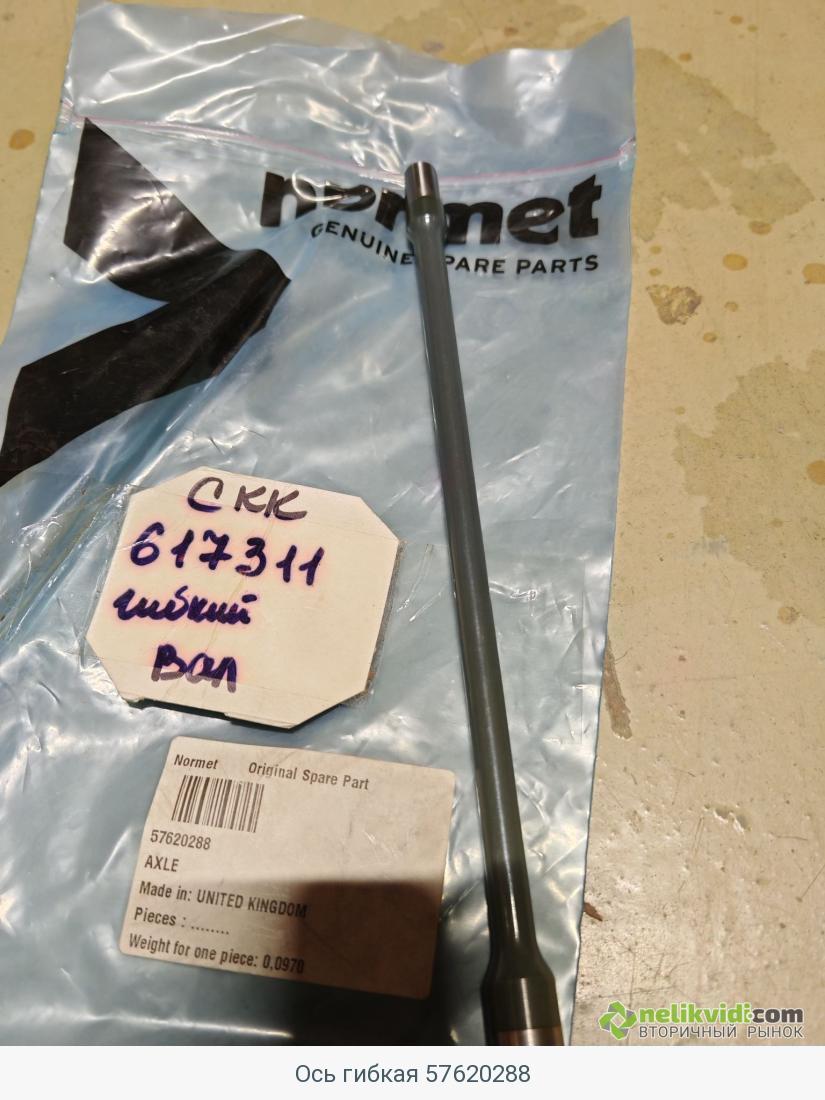 normet
GENUINE SPARE PARTS
СКК
617311
гибкий
вал
Normet Original Spare Part
57620288
AXLE
Made in: UNITED KINGDOM
Pieces : ........
Weight for one piece: 0,0970
nelikvidi.com
ВТОРИЧНЫЙ РЫНОК
Ось гибкая 57620288